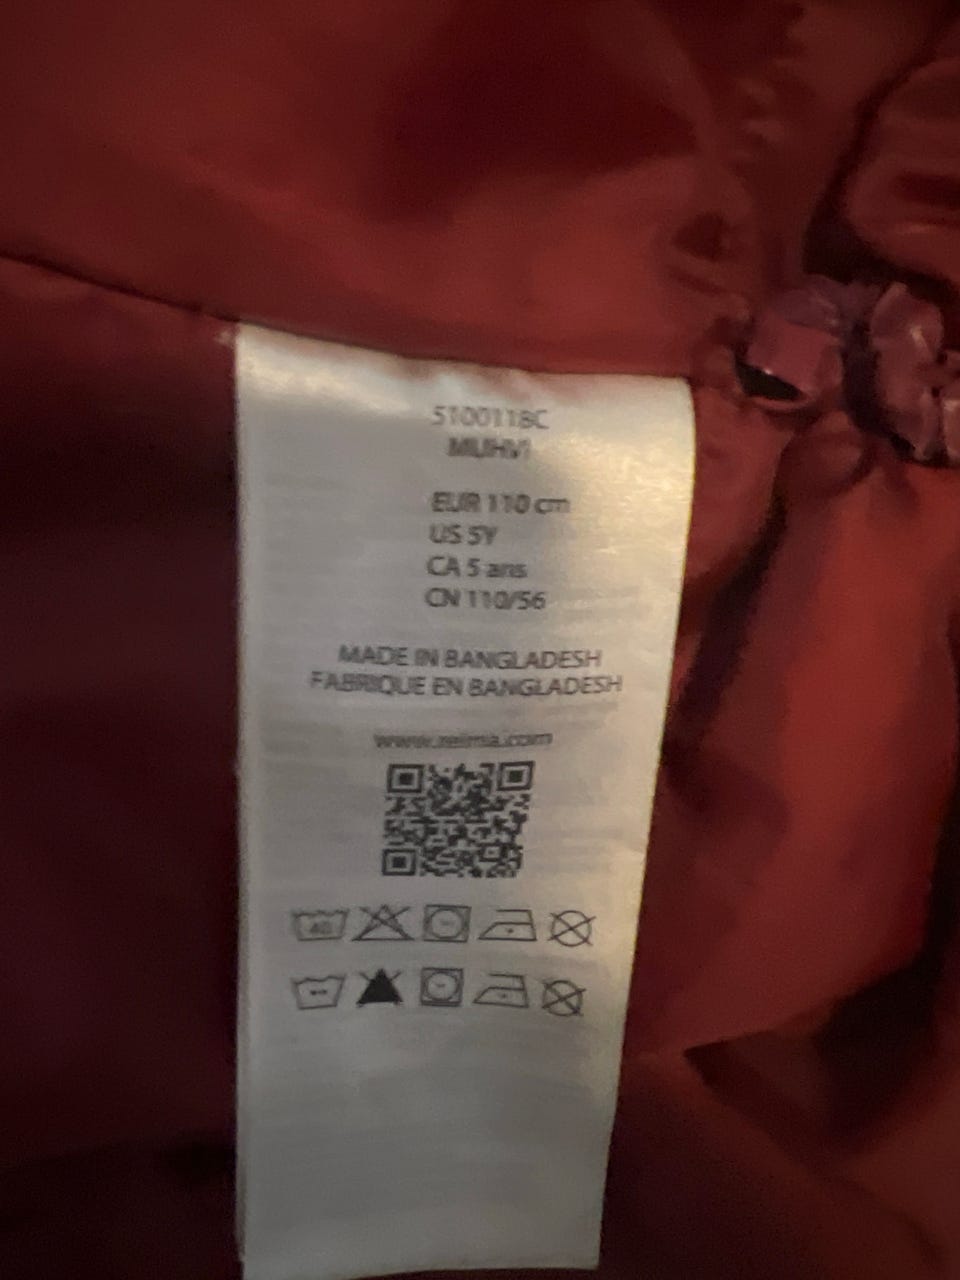 5100118C
MUHVI
EUR 110 cm
US 5Y
CA 5 ans
CN 110/56
MADE IN BANGLADESH
FABRIQUE EN BANGLADESH
www.reima.com
40